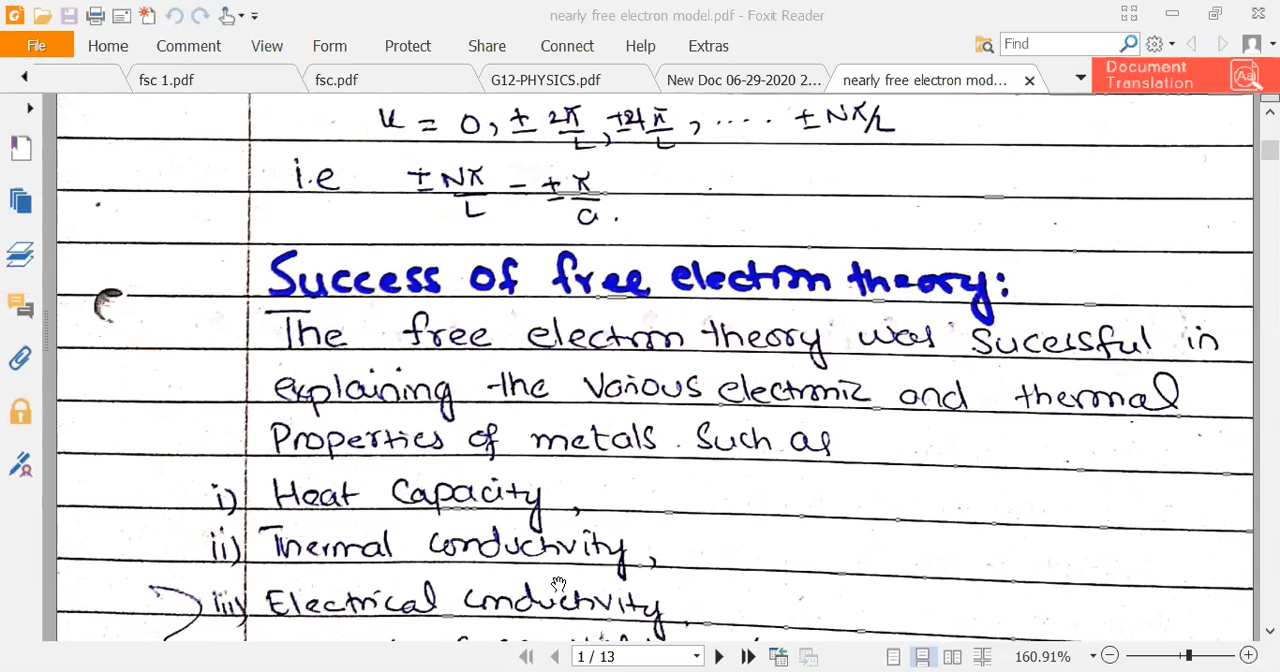 nearly free electron model.pdf - Foxit Reader
File Home Comment View Form Protect Share Connect Help Extras Find
fsc 1.pdf fsc.pdf G12-PHYSICS.pdf New Doc 06-29-2020 2... nearly free electron mod... Document
Translation
K = 0, ± 2π/L, ±4π/L, .... ±Nπ/L
i.e ±Nπ/L = ±π/a.
Success of free electron theory:
The free electron theory was sucessful in
explaining the various electronic and thermal
Properties of metals. Such as
i) Heat Capacity,
ii) Thermal conductivity,
iii) Electrical conductivity,
1 / 13 160.91%